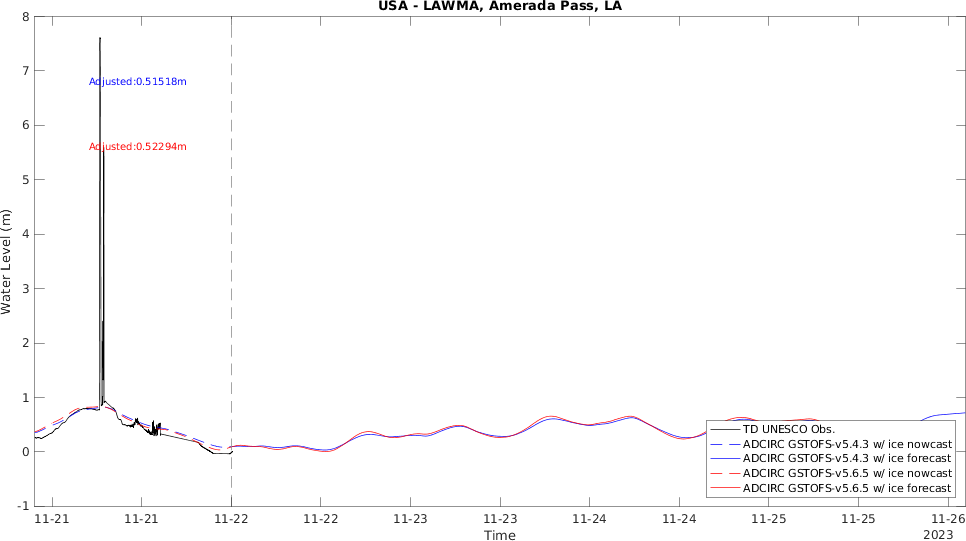 USA - LAWMA, Amerada Pass, LA
8
7
6
5
4
3
2
1
0
-1
Water Level (m)
Adjusted:0.51518m
Adjusted:0.52294m
TD UNESCO Obs.
ADCIRC GSTOFS-v5.4.3 w/ ice nowcast
ADCIRC GSTOFS-v5.4.3 w/ ice forecast
ADCIRC GSTOFS-v5.6.5 w/ ice nowcast
ADCIRC GSTOFS-v5.6.5 w/ ice forecast
11-21 11-21 11-22 11-22 11-23 11-23 11-24 11-24 11-25 11-25 11-26
Time 2023